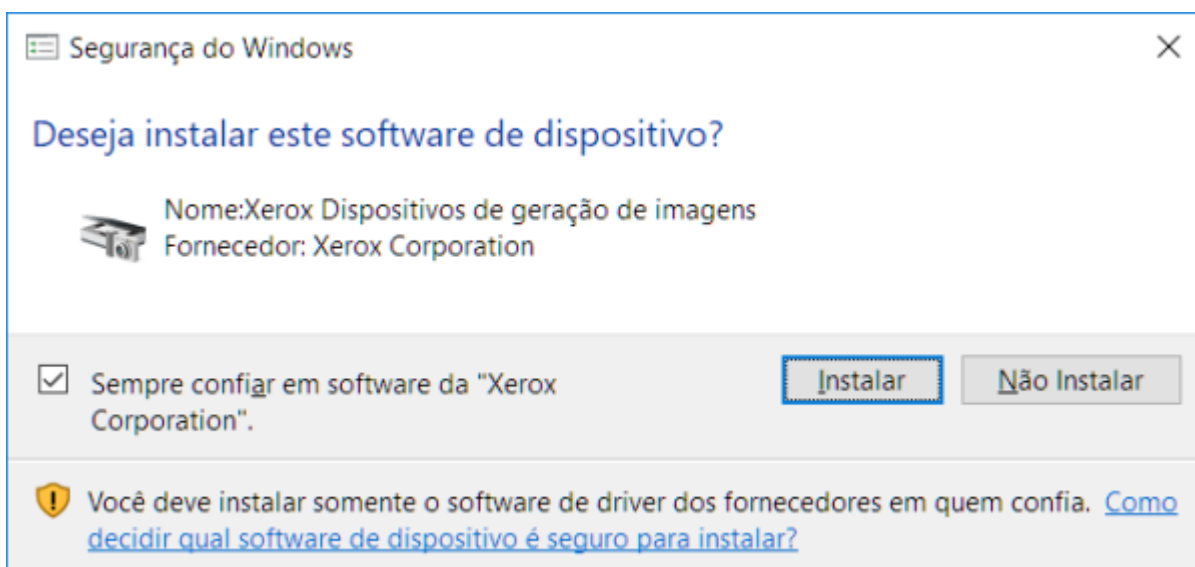 Segurança do Windows
Deseja instalar este software de dispositivo?
Nome:Xerox Dispositivos de geração de imagens
Fornecedor: Xerox Corporation
Sempre confiar em software da "Xerox
Corporation".
Instalar
Não Instalar
Você deve instalar somente o software de driver dos fornecedores em quem confia. Como
decidir qual software de dispositivo é seguro para instalar?